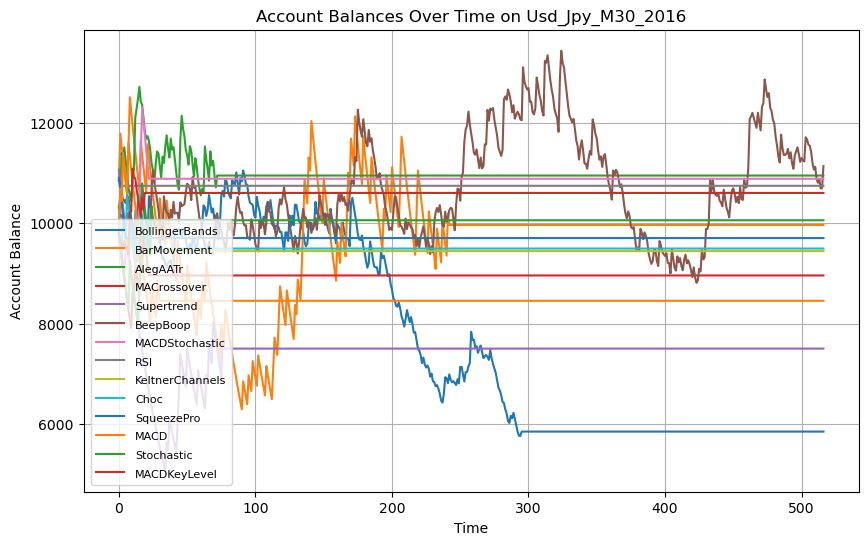 Account Balances Over Time on Usd_Jpy_M30_2016
Account Balance
12000
10000
8000
6000
BollingerBands
BarMovement
AlegAATr
MACrossover
Supertrend
BeepBoop
MACDStochastic
RSI
KeltnerChannels
Choc
SqueezePro
MACD
Stochastic
MACDKeyLevel
0 100 200 300 400 500
Time